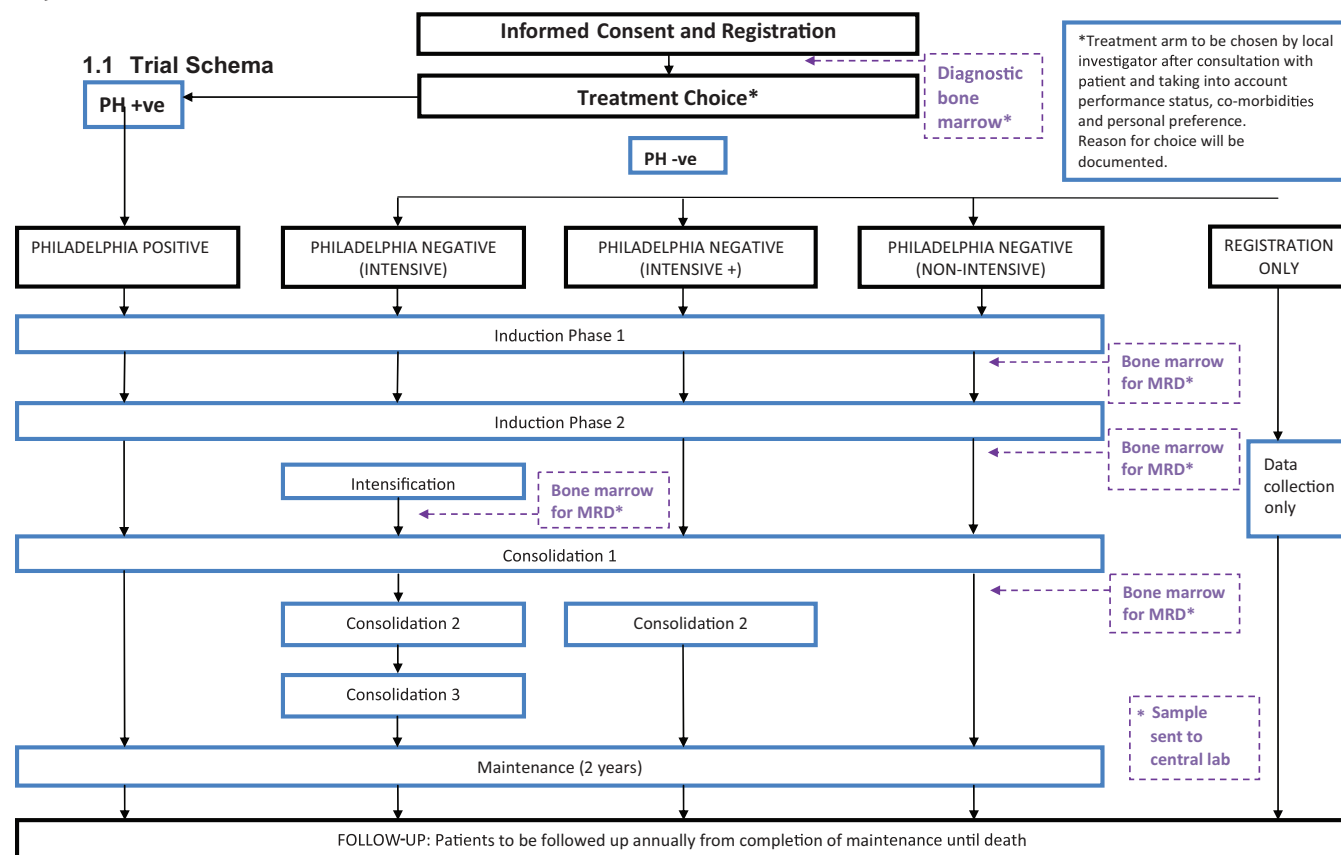 Informed Consent and Registration
1.1 Trial Schema
PH +ve
Treatment Choice*
Diagnostic
bone
marrow*
*Treatment arm to be chosen by local
investigator after consultation with
patient and taking into account
performance status, co-morbidities
and personal preference.
Reason for choice will be
documented.
PH -ve
PHILADELPHIA POSITIVE
PHILADELPHIA NEGATIVE
(INTENSIVE)
PHILADELPHIA NEGATIVE
(INTENSIVE +)
PHILADELPHIA NEGATIVE
(NON-INTENSIVE)
REGISTRATION
ONLY
Induction Phase 1
Bone marrow
for MRD*
Induction Phase 2
Bone marrow
for MRD*
Intensification
Bone marrow
for MRD*
Data
collection
only
Consolidation 1
Bone marrow
for MRD*
Consolidation 2
Consolidation 2
Consolidation 3
* Sample
sent to
central lab
Maintenance (2 years)
FOLLOW-UP: Patients to be followed up annually from completion of maintenance until death